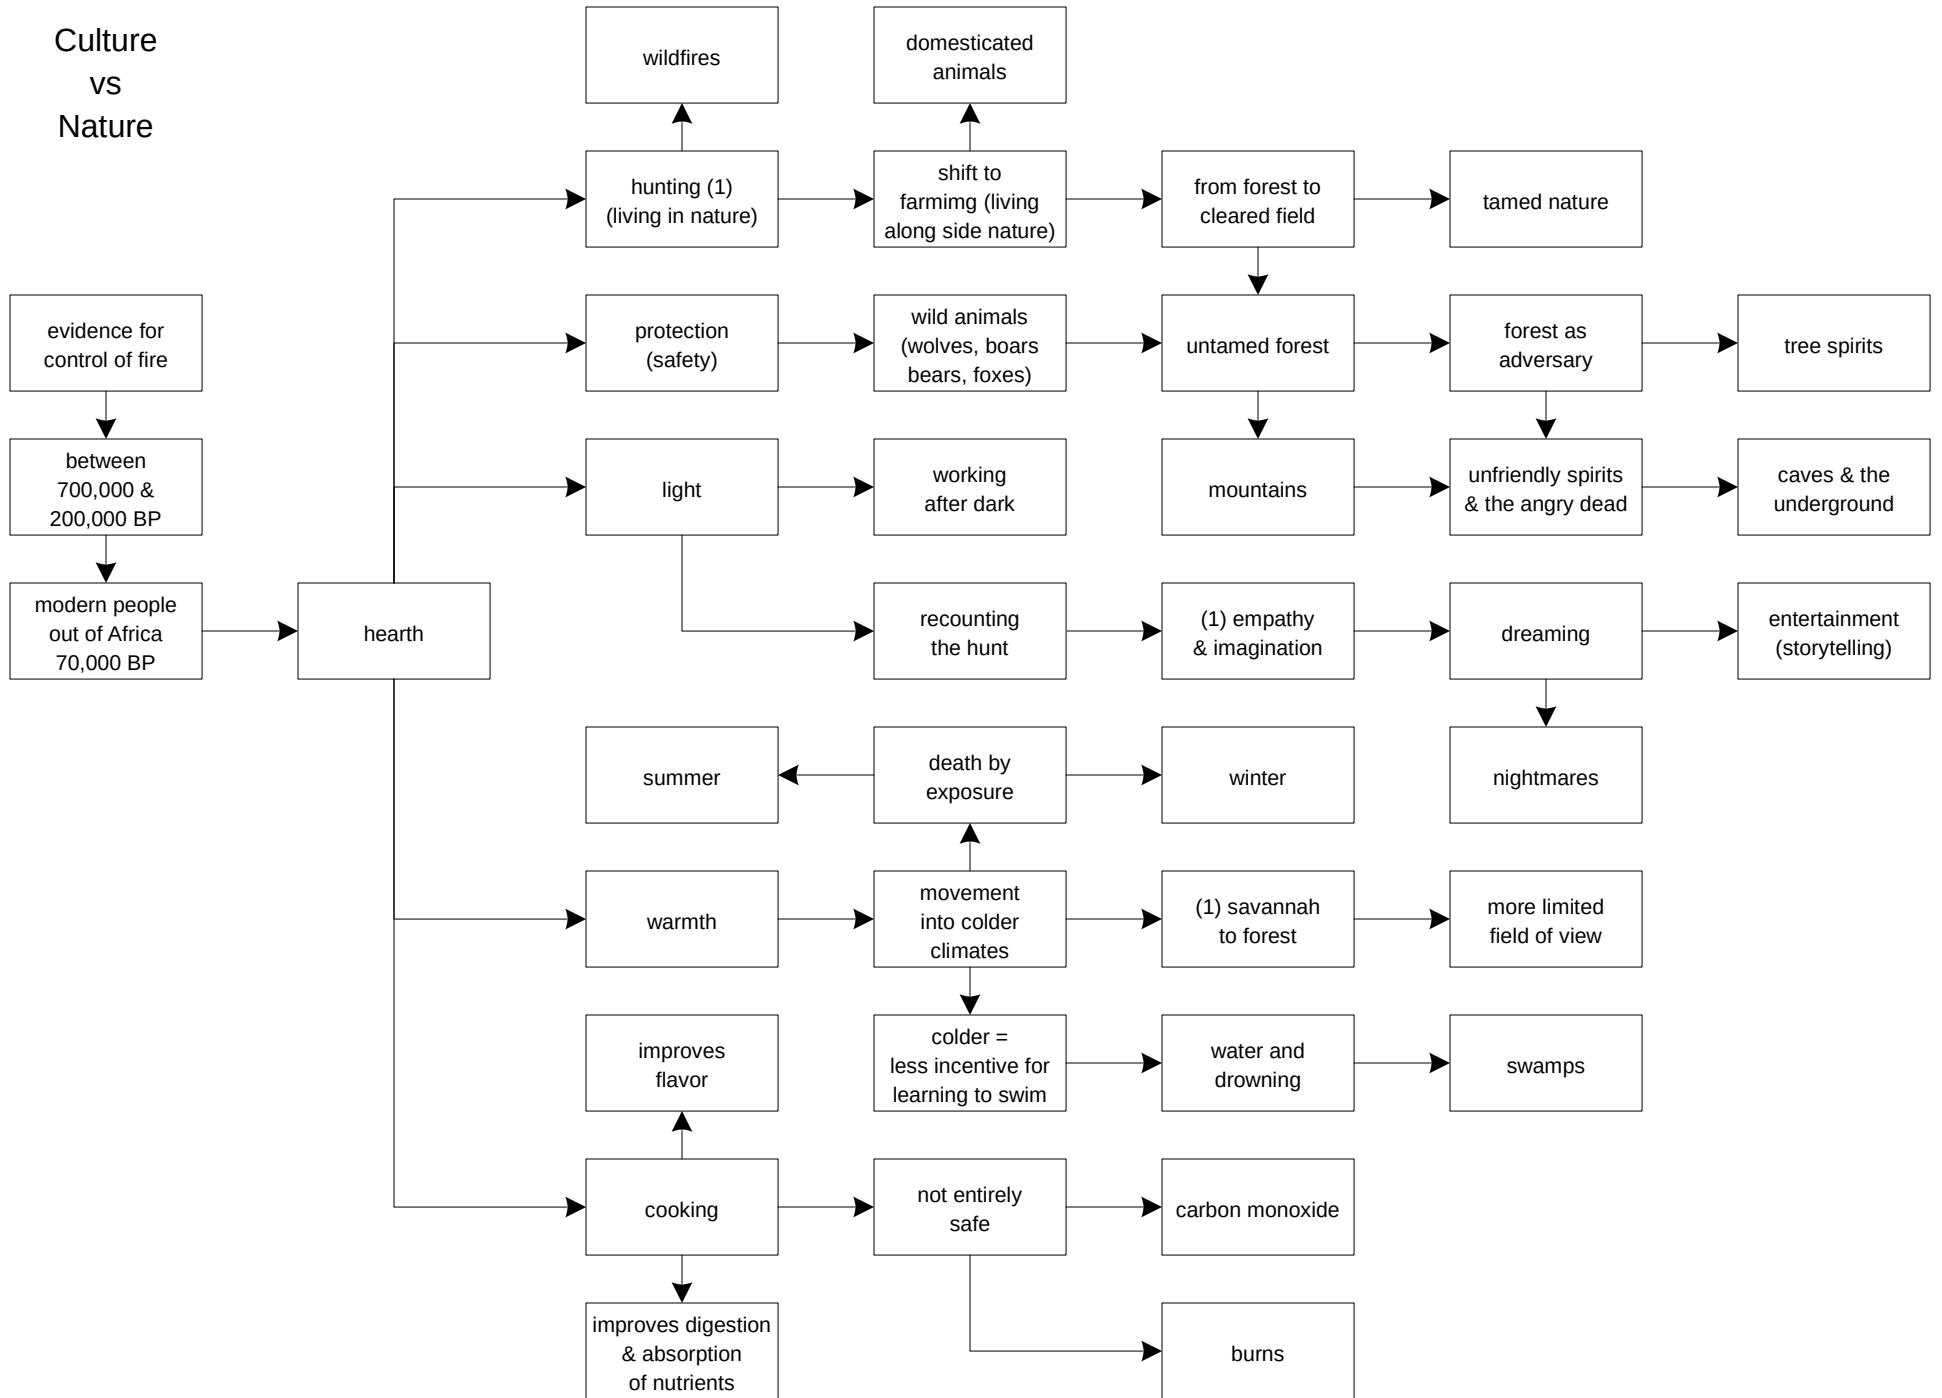 Culture
vs
Nature
wildfires
domesticated
animals
hunting (1)
(living in nature)
shift to
farmimg (living
along side nature)
from forest to
cleared field
tamed nature
evidence for
control of fire
protection
(safety)
wild animals
(wolves, boars
bears, foxes)
untamed forest
forest as
adversary
tree spirits
between
700,000 &
200,000 BP
light
working
after dark
mountains
unfriendly spirits
& the angry dead
caves & the
underground
modern people
out of Africa
70,000 BP
hearth
recounting
the hunt
(1) empathy
& imagination
dreaming
entertainment
(storytelling)
summer
death by
exposure
winter
nightmares
warmth
movement
into colder
climates
(1) savannah
to forest
more limited
field of view
improves
flavor
colder =
less incentive for
learning to swim
water and
drowning
swamps
cooking
not entirely
safe
carbon monoxide
improves digestion
& absorption
of nutrients
burns